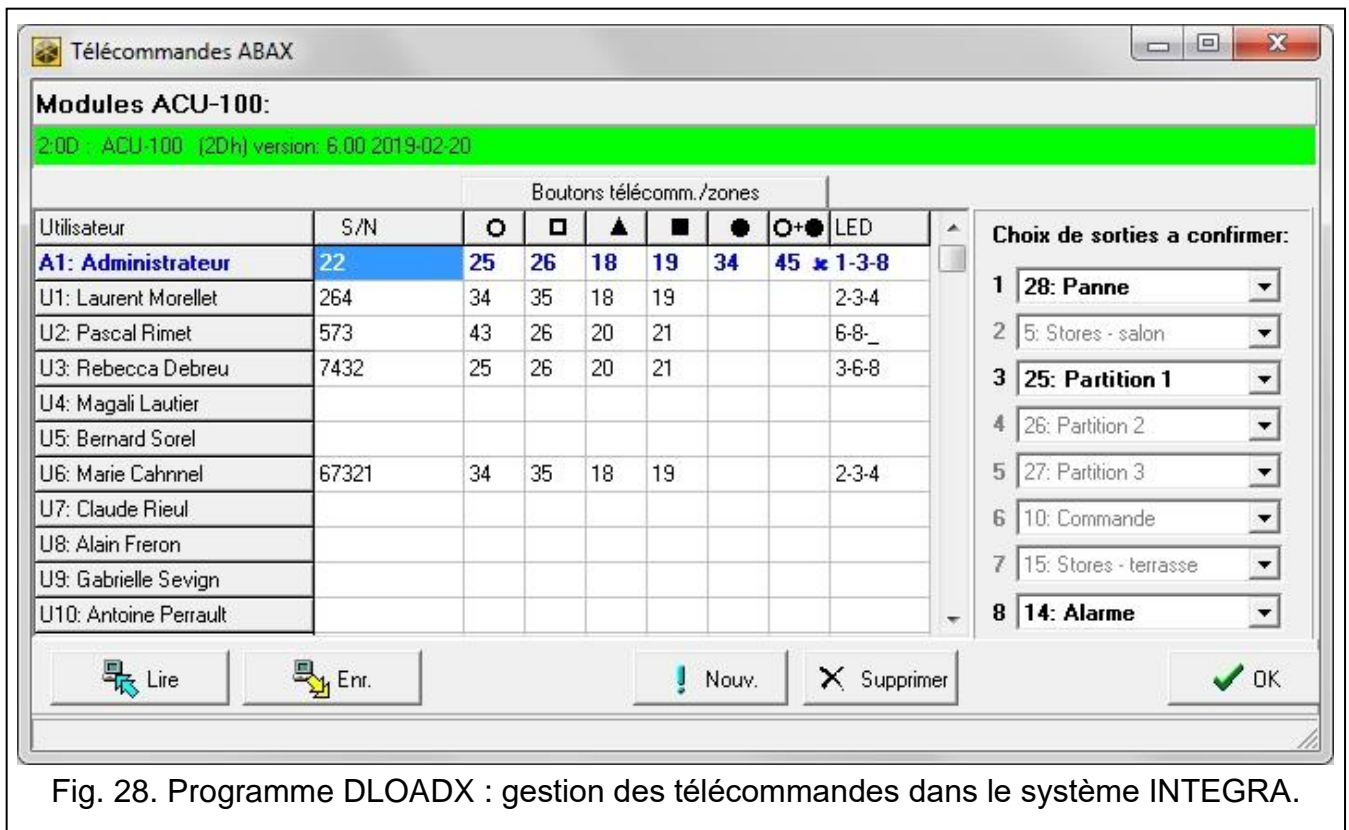 Télécommandes ABAX
Modules ACU-100:
2:0D : ACU-100 (2Dh) version: 6.00 2019-02-20
Boutons télécomm./zones
Utilisateur S/N O+● LED
A1: Administrateur 22 25 26 18 19 34 45 1-3-8
U1: Laurent Morellet 264 34 35 18 19 2-3-4
U2: Pascal Rimet 573 43 26 20 21 6-8-_
U3: Rebecca Debreu 7432 25 26 20 21 3-6-8
U4: Magali Lautier
U5: Bernard Sorel
U6: Marie Cahnnel 67321 34 35 18 19 2-3-4
U7: Claude Rieul
U8: Alain Freron
U9: Gabrielle Sevign
U10: Antoine Perrault
Choix de sorties a confirmer:
1 28: Panne
2 5: Stores - salon
3 25: Partition 1
4 26: Partition 2
5 27: Partition 3
6 10: Commande
7 15: Stores - terrasse
8 14: Alarme
Lire Enr. Nouv. Supprimer OK
Fig. 28. Programme DLOADX : gestion des télécommandes dans le système INTEGRA.